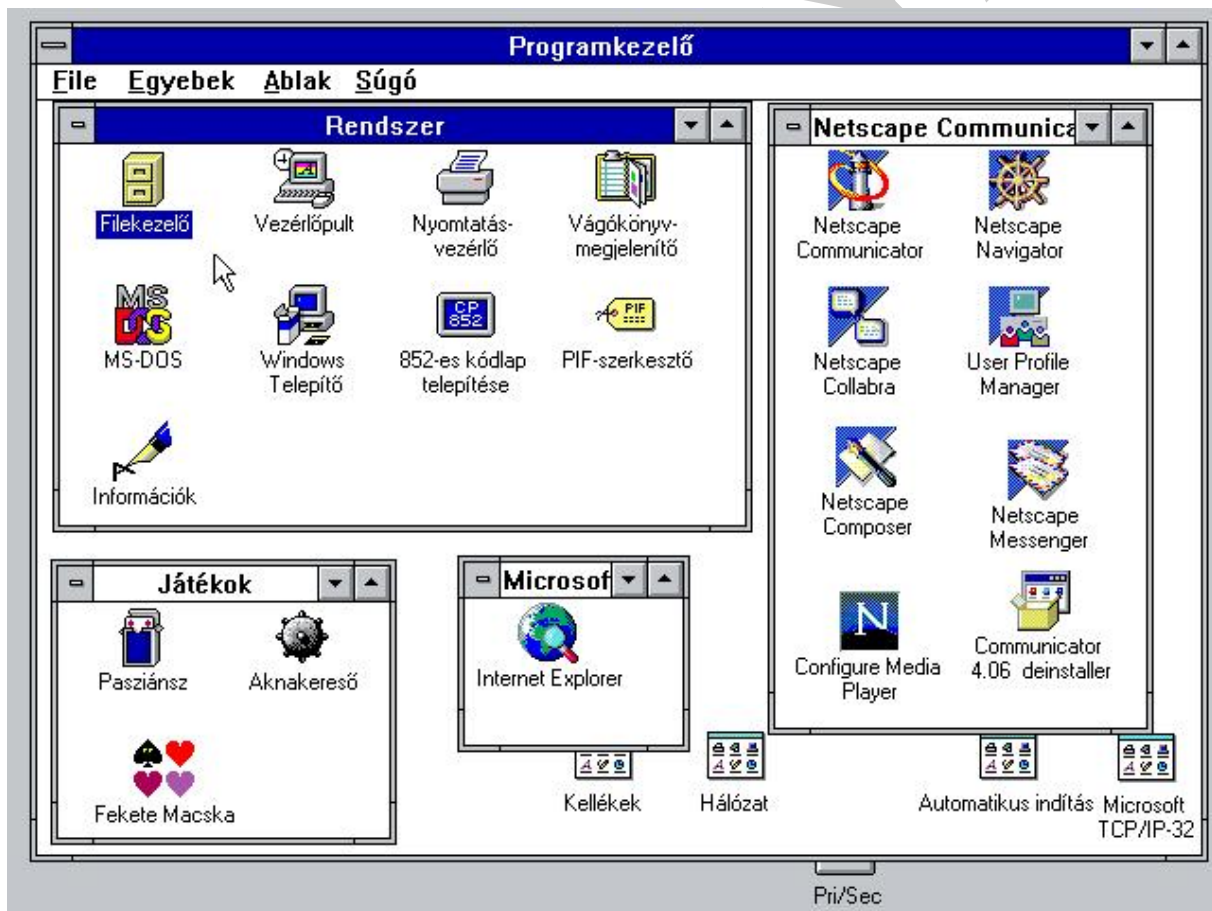 Programkezelő
File Egyebek Ablak Súgó
Rendszer
Filekezelő
Vezérlőpult
Nyomtatás-
vezérlő
Vágókönyv-
megjelenítő
MS
DOS
MS-DOS
Windows
Telepítő
CP
852
852-es kódlap
telepítése
PIF
PIF-szerkesztő
Információk
Netscape Communica
Netscape
Communicator
Netscape
Navigator
Netscape
Collabra
User Profile
Manager
Netscape
Composer
Netscape
Messenger
N
Configure Media
Player
Communicator
4.06 deinstaller
Játékok
Pasziánsz
Aknakereső
Fekete Macska
Microsof
Internet Explorer
Kellékek
Hálózat
Automatikus indítás
Microsoft
TCP/IP-32
Pri/Sec